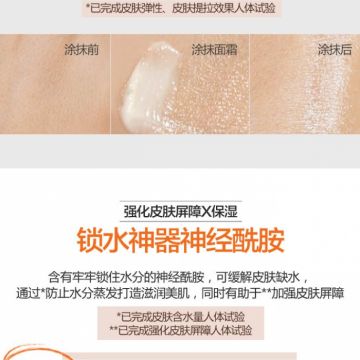 *已完成皮肤弹性、皮肤提拉效果人体试验
涂抹前 涂抹面霜 涂抹后
强化皮肤屏障X保湿
锁水神器神经酰胺
含有牢牢锁住水分的神经酰胺，可缓解皮肤缺水，
通过*防止水分蒸发打造滋润美肌，同时有助于**加强皮肤屏障
*已完成皮肤含水量人体试验
**已完成强化皮肤屏障人体试验